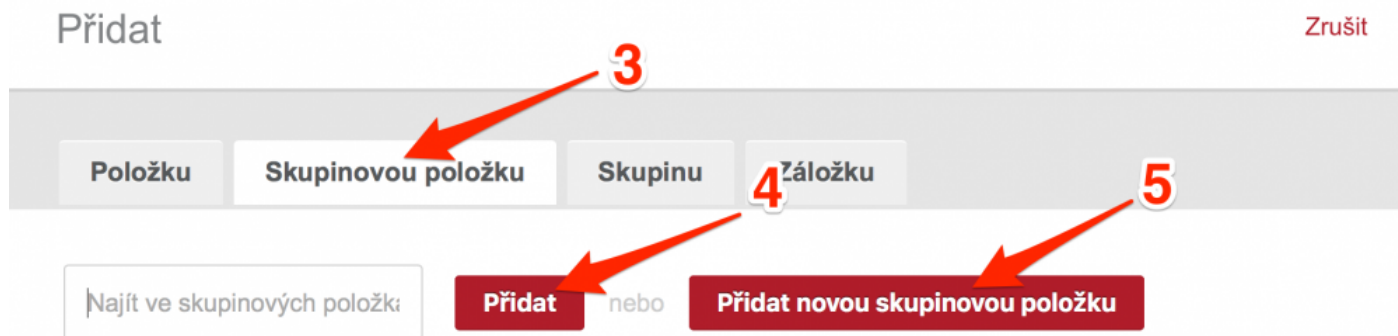 Přidat
Zrušit
3
Položku
Skupinovou položku
Skupinu
Záložku
4
5
Najít ve skupinových položka
Přidat
nebo
Přidat novou skupinovou položku